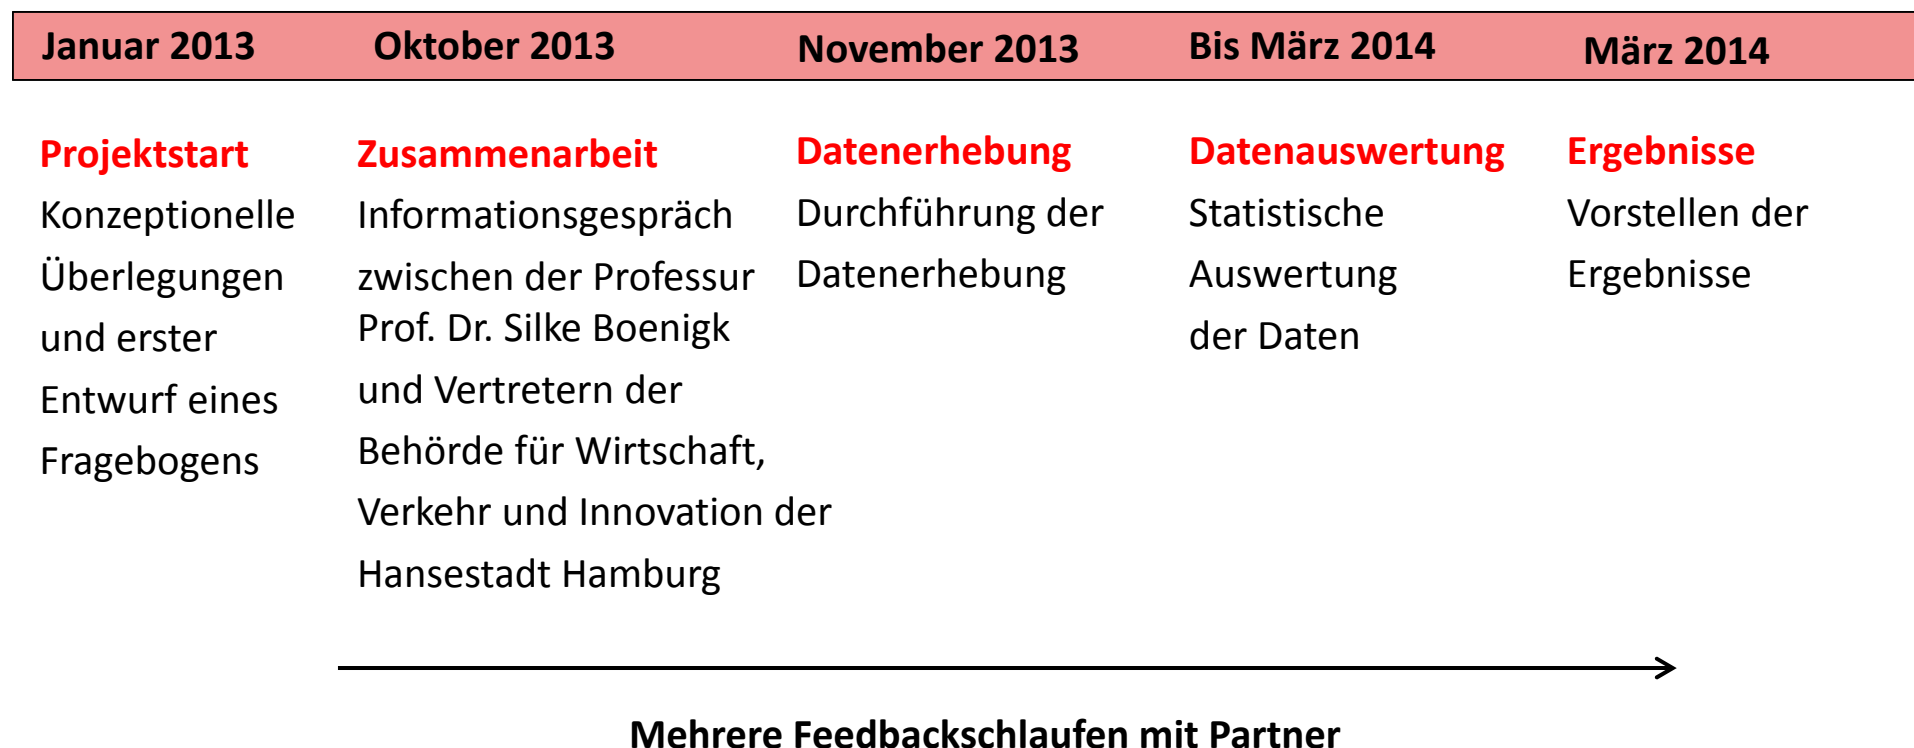 Januar 2013
Oktober 2013
November 2013
Bis März 2014
März 2014
Projektstart
Konzeptionelle
Überlegungen
und erster
Entwurf eines
Fragebogens
Zusammenarbeit
Informationsgespräch
zwischen der Professur
Prof. Dr. Silke Boenigk
und Vertretern der
Behörde für Wirtschaft,
Verkehr und Innovation der
Hansestadt Hamburg
Datenerhebung
Durchführung der
Datenerhebung
Datenauswertung
Statistische
Auswertung
der Daten
Ergebnisse
Vorstellen der
Ergebnisse
Mehrere Feedbackschlaufen mit Partner